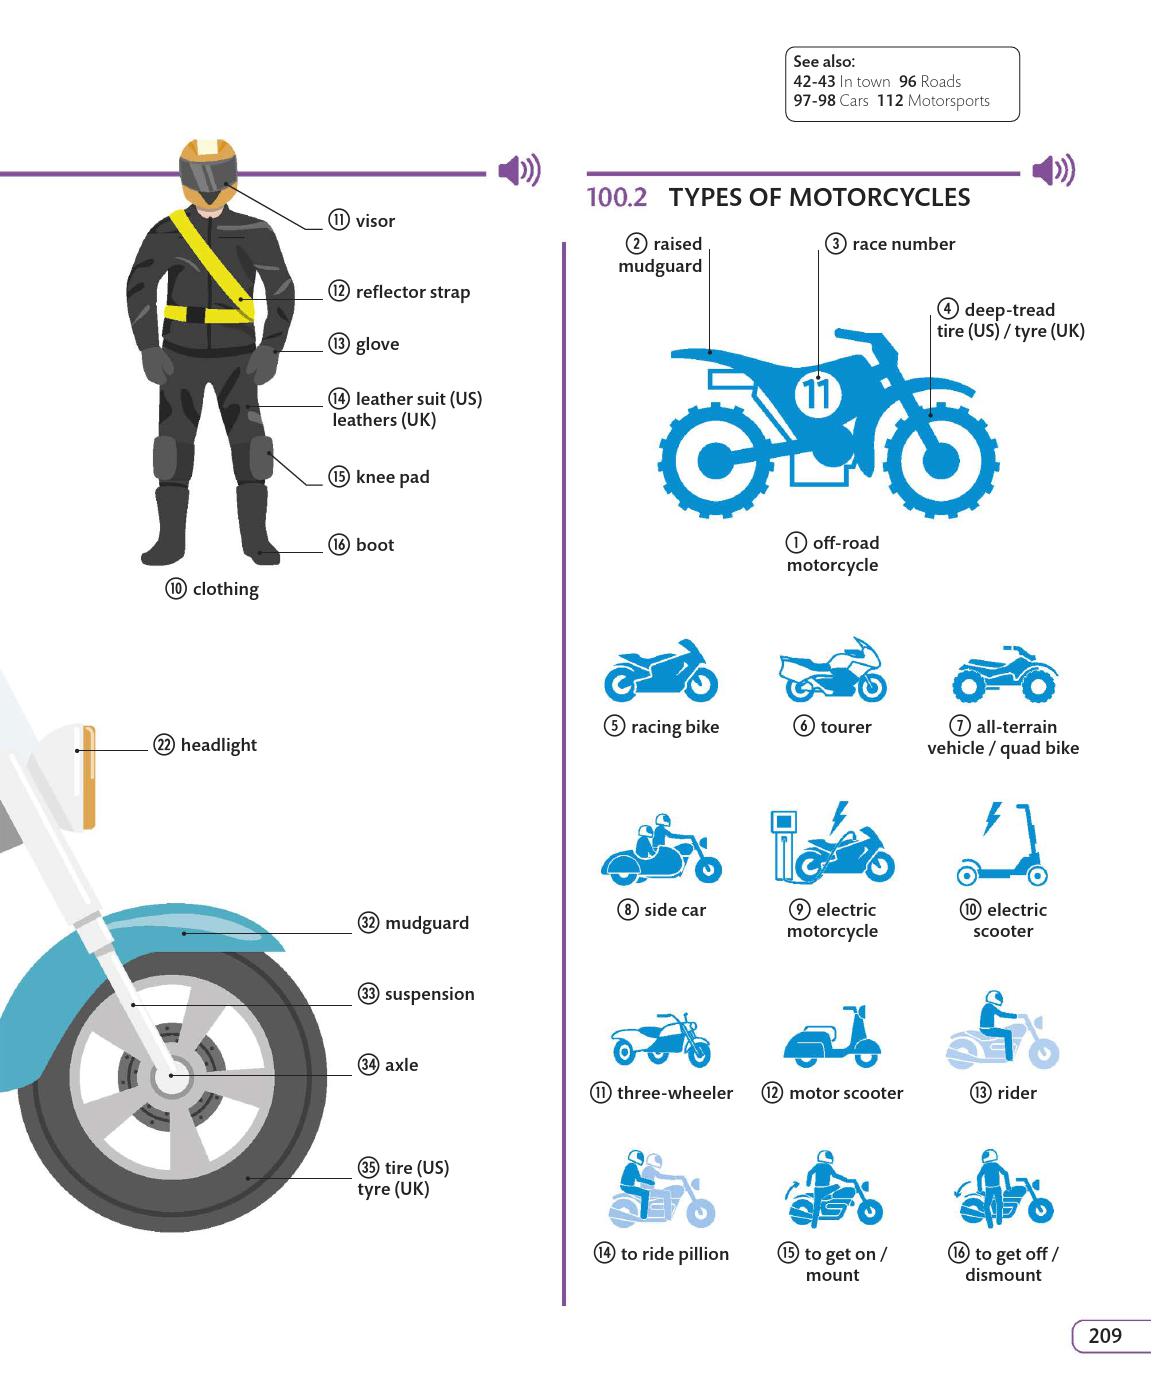 See also:
42-43 In town 96 Roads
97-98 Cars 112 Motorsports
⑪ visor
⑫ reflector strap
⑬ glove
⑭ leather suit (US)
leathers (UK)
⑮ knee pad
⑯ boot
⑩ clothing
㉒ headlight
㉜ mudguard
㉝ suspension
㉞ axle
㉟ tire (US)
tyre (UK)
100.2 TYPES OF MOTORCYCLES
② raised
mudguard
③ race number
④ deep-tread
tire (US) / tyre (UK)
11
① off-road
motorcycle
⑤ racing bike
⑥ tourer
⑦ all-terrain
vehicle / quad bike
⑧ side car
⑨ electric
motorcycle
⑩ electric
scooter
⑪ three-wheeler
⑫ motor scooter
⑬ rider
⑭ to ride pillion
⑮ to get on /
mount
⑯ to get off /
dismount
209